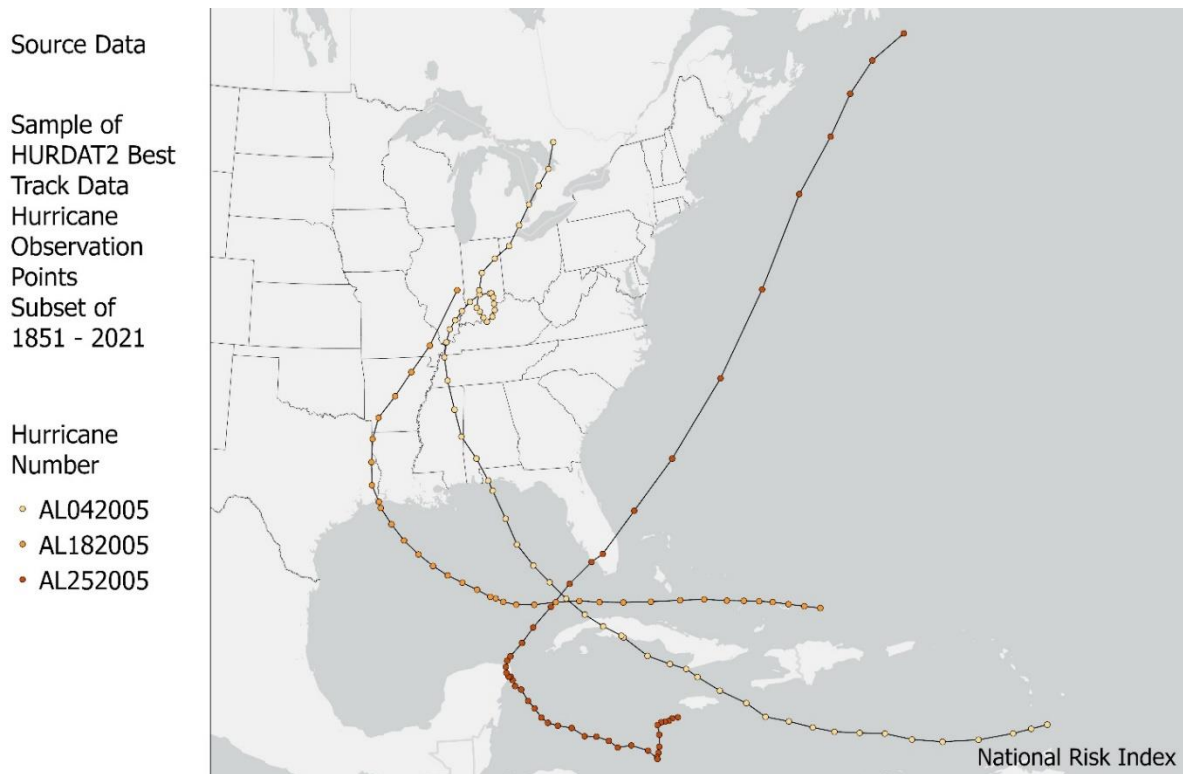 Source Data
Sample of
HURDAT2 Best
Track Data
Hurricane
Observation
Points
Subset of
1851 - 2021
Hurricane
Number
AL042005
AL182005
AL252005
National Risk Index